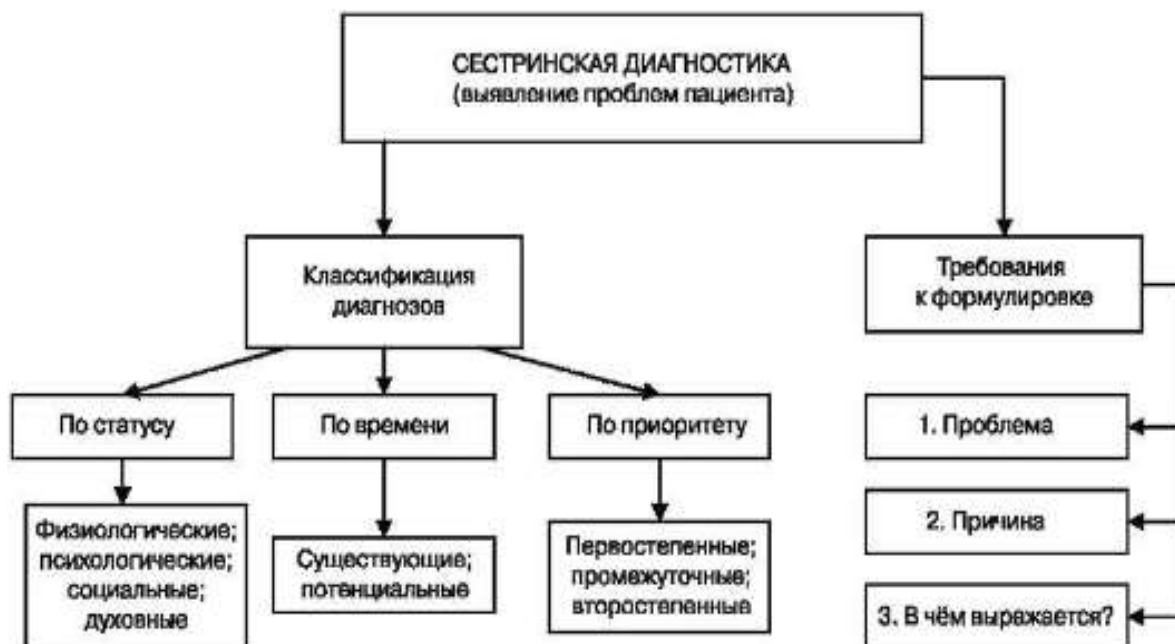 СЕСТРИНСКАЯ ДИАГНОСТИКА
(выявление проблем пациента)
Классификация
диагнозов
Требования
к формулировке
По статусу
По времени
По приоритету
1. Проблема
Физиологические;
психологические;
социальные;
духовные
Существующие;
потенциальные
Первостепенные;
промежуточные;
второстепенные
2. Причина
3. В чём выражается?